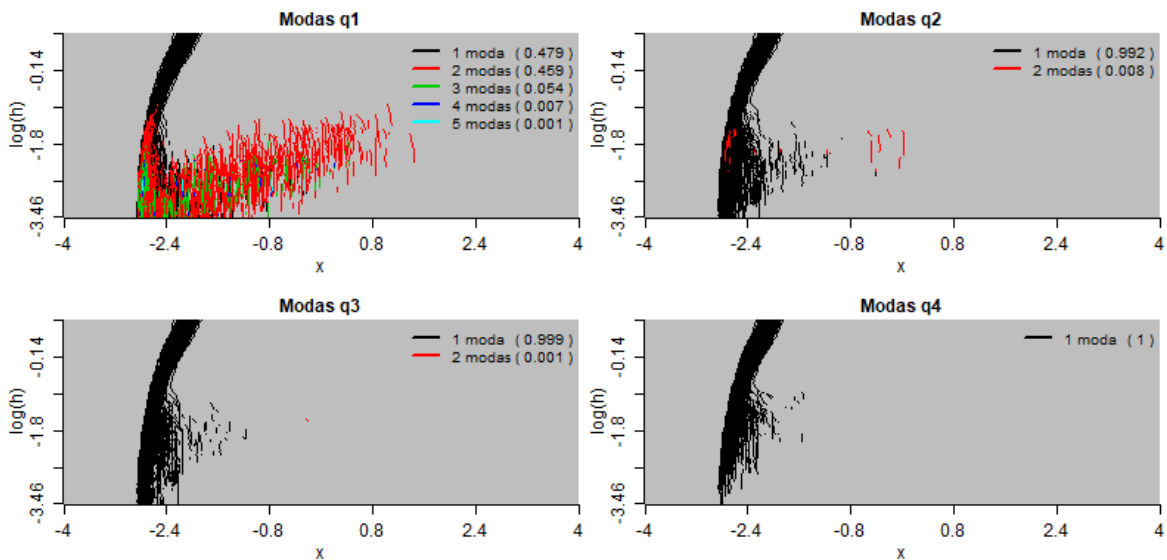 Modas q1
1 moda ( 0.479 )
2 modas ( 0.459 )
3 modas ( 0.054 )
4 modas ( 0.007 )
5 modas ( 0.001 )
log(h)
-0.14
-1.8
-3.46
-4
-2.4
-0.8
0.8
2.4
4
x
Modas q2
1 moda ( 0.992 )
2 modas ( 0.008 )
log(h)
-0.14
-1.8
-3.46
-4
-2.4
-0.8
0.8
2.4
4
x
Modas q3
1 moda ( 0.999 )
2 modas ( 0.001 )
log(h)
-0.14
-1.8
-3.46
-4
-2.4
-0.8
0.8
2.4
4
x
Modas q4
1 moda ( 1 )
log(h)
-0.14
-1.8
-3.46
-4
-2.4
-0.8
0.8
2.4
4
x